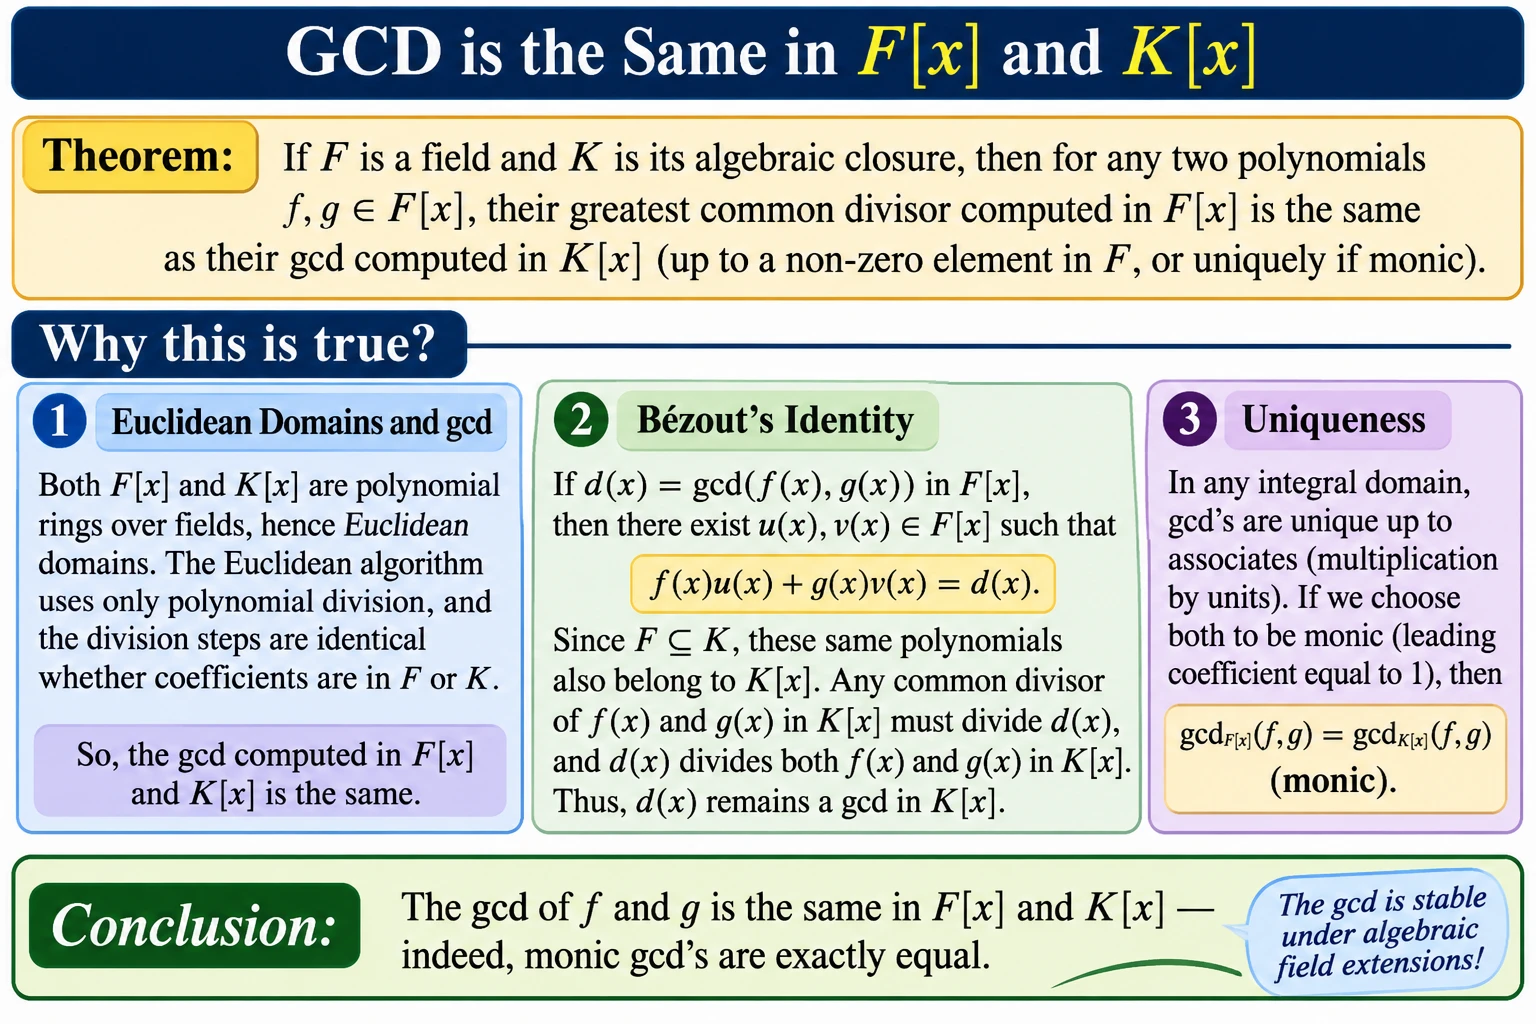 GCD is the Same in F[x] and K[x]
Theorem:
If F is a field and K is its algebraic closure, then for any two polynomials
f, g ∈ F[x], their greatest common divisor computed in F[x] is the same
as their gcd computed in K[x] (up to a non-zero element in F, or uniquely if monic).
Why this is true?
1 Euclidean Domains and gcd
Both F[x] and K[x] are polynomial
rings over fields, hence Euclidean
domains. The Euclidean algorithm
uses only polynomial division, and
the division steps are identical
whether coefficients are in F or K.
So, the gcd computed in F[x]
and K[x] is the same.
2 Bézout's Identity
If d(x) = gcd(f(x), g(x)) in F[x],
then there exist u(x), v(x) ∈ F[x] such that
f(x)u(x) + g(x)v(x) = d(x).
Since F ⊆ K, these same polynomials
also belong to K[x]. Any common divisor
of f(x) and g(x) in K[x] must divide d(x),
and d(x) divides both f(x) and g(x) in K[x].
Thus, d(x) remains a gcd in K[x].
3 Uniqueness
In any integral domain,
gcd's are unique up to
associates (multiplication
by units). If we choose
both to be monic (leading
coefficient equal to 1), then
gcd_F[x](f,g) = gcd_K[x](f,g)
(monic).
Conclusion:
The gcd of f and g is the same in F[x] and K[x] —
indeed, monic gcd's are exactly equal.
The gcd is stable
under algebraic
field extensions!